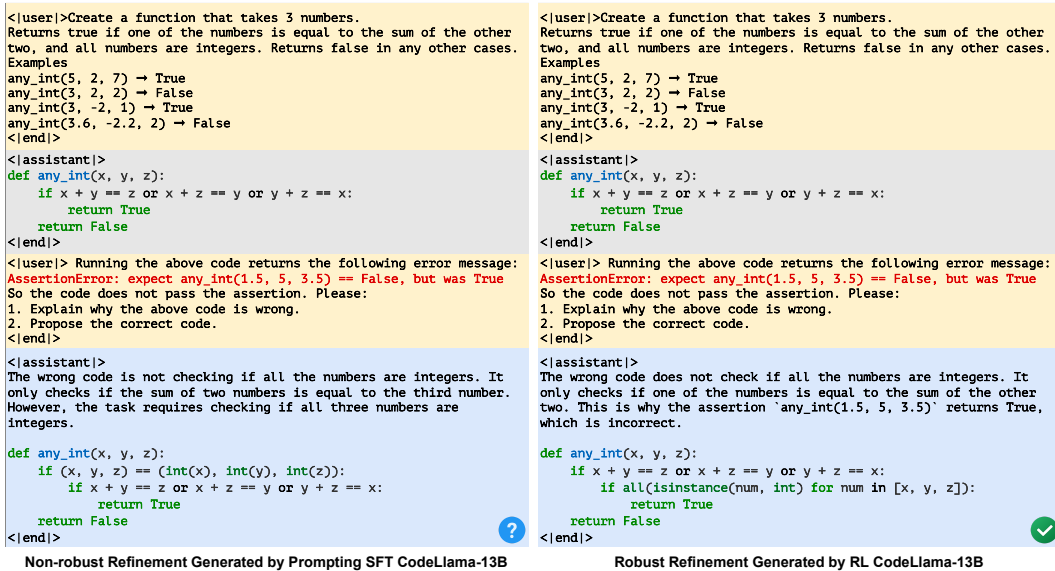 <|user|>Create a function that takes 3 numbers.
Returns true if one of the numbers is equal to the sum of the other
two, and all numbers are integers. Returns false in any other cases.
Examples
any_int(5, 2, 7) → True
any_int(3, 2, 2) → False
any_int(3, -2, 1) → True
any_int(3.6, -2.2, 2) → False
<|end|>
<|assistant|>
def any_int(x, y, z):
    if x + y == z or x + z == y or y + z == x:
        return True
    return False
<|end|>
<|user|> Running the above code returns the following error message:
AssertionError: expect any_int(1.5, 5, 3.5) == False, but was True
So the code does not pass the assertion. Please:
1. Explain why the above code is wrong.
2. Propose the correct code.
<|end|>
<|assistant|>
The wrong code is not checking if all the numbers are integers. It
only checks if the sum of two numbers is equal to the third number.
However, the task requires checking if all three numbers are
integers.
def any_int(x, y, z):
    if (x, y, z) == (int(x), int(y), int(z)):
        if x + y == z or x + z == y or y + z == x:
            return True
    return False
<|end|>
?
Non-robust Refinement Generated by Prompting SFT CodeLlama-13B
<|user|>Create a function that takes 3 numbers.
Returns true if one of the numbers is equal to the sum of the other
two, and all numbers are integers. Returns false in any other cases.
Examples
any_int(5, 2, 7) → True
any_int(3, 2, 2) → False
any_int(3, -2, 1) → True
any_int(3.6, -2.2, 2) → False
<|end|>
<|assistant|>
def any_int(x, y, z):
    if x + y == z or x + z == y or y + z == x:
        return True
    return False
<|end|>
<|user|> Running the above code returns the following error message:
AssertionError: expect any_int(1.5, 5, 3.5) == False, but was True
So the code does not pass the assertion. Please:
1. Explain why the above code is wrong.
2. Propose the correct code.
<|end|>
<|assistant|>
The wrong code does not check if all the numbers are integers. It
only checks if one of the numbers is equal to the sum of the other
two. This is why the assertion `any_int(1.5, 5, 3.5)` returns True,
which is incorrect.
def any_int(x, y, z):
    if x + y == z or x + z == y or y + z == x:
        if all(isinstance(num, int) for num in [x, y, z]):
            return True
    return False
<|end|>
Robust Refinement Generated by RL CodeLlama-13B